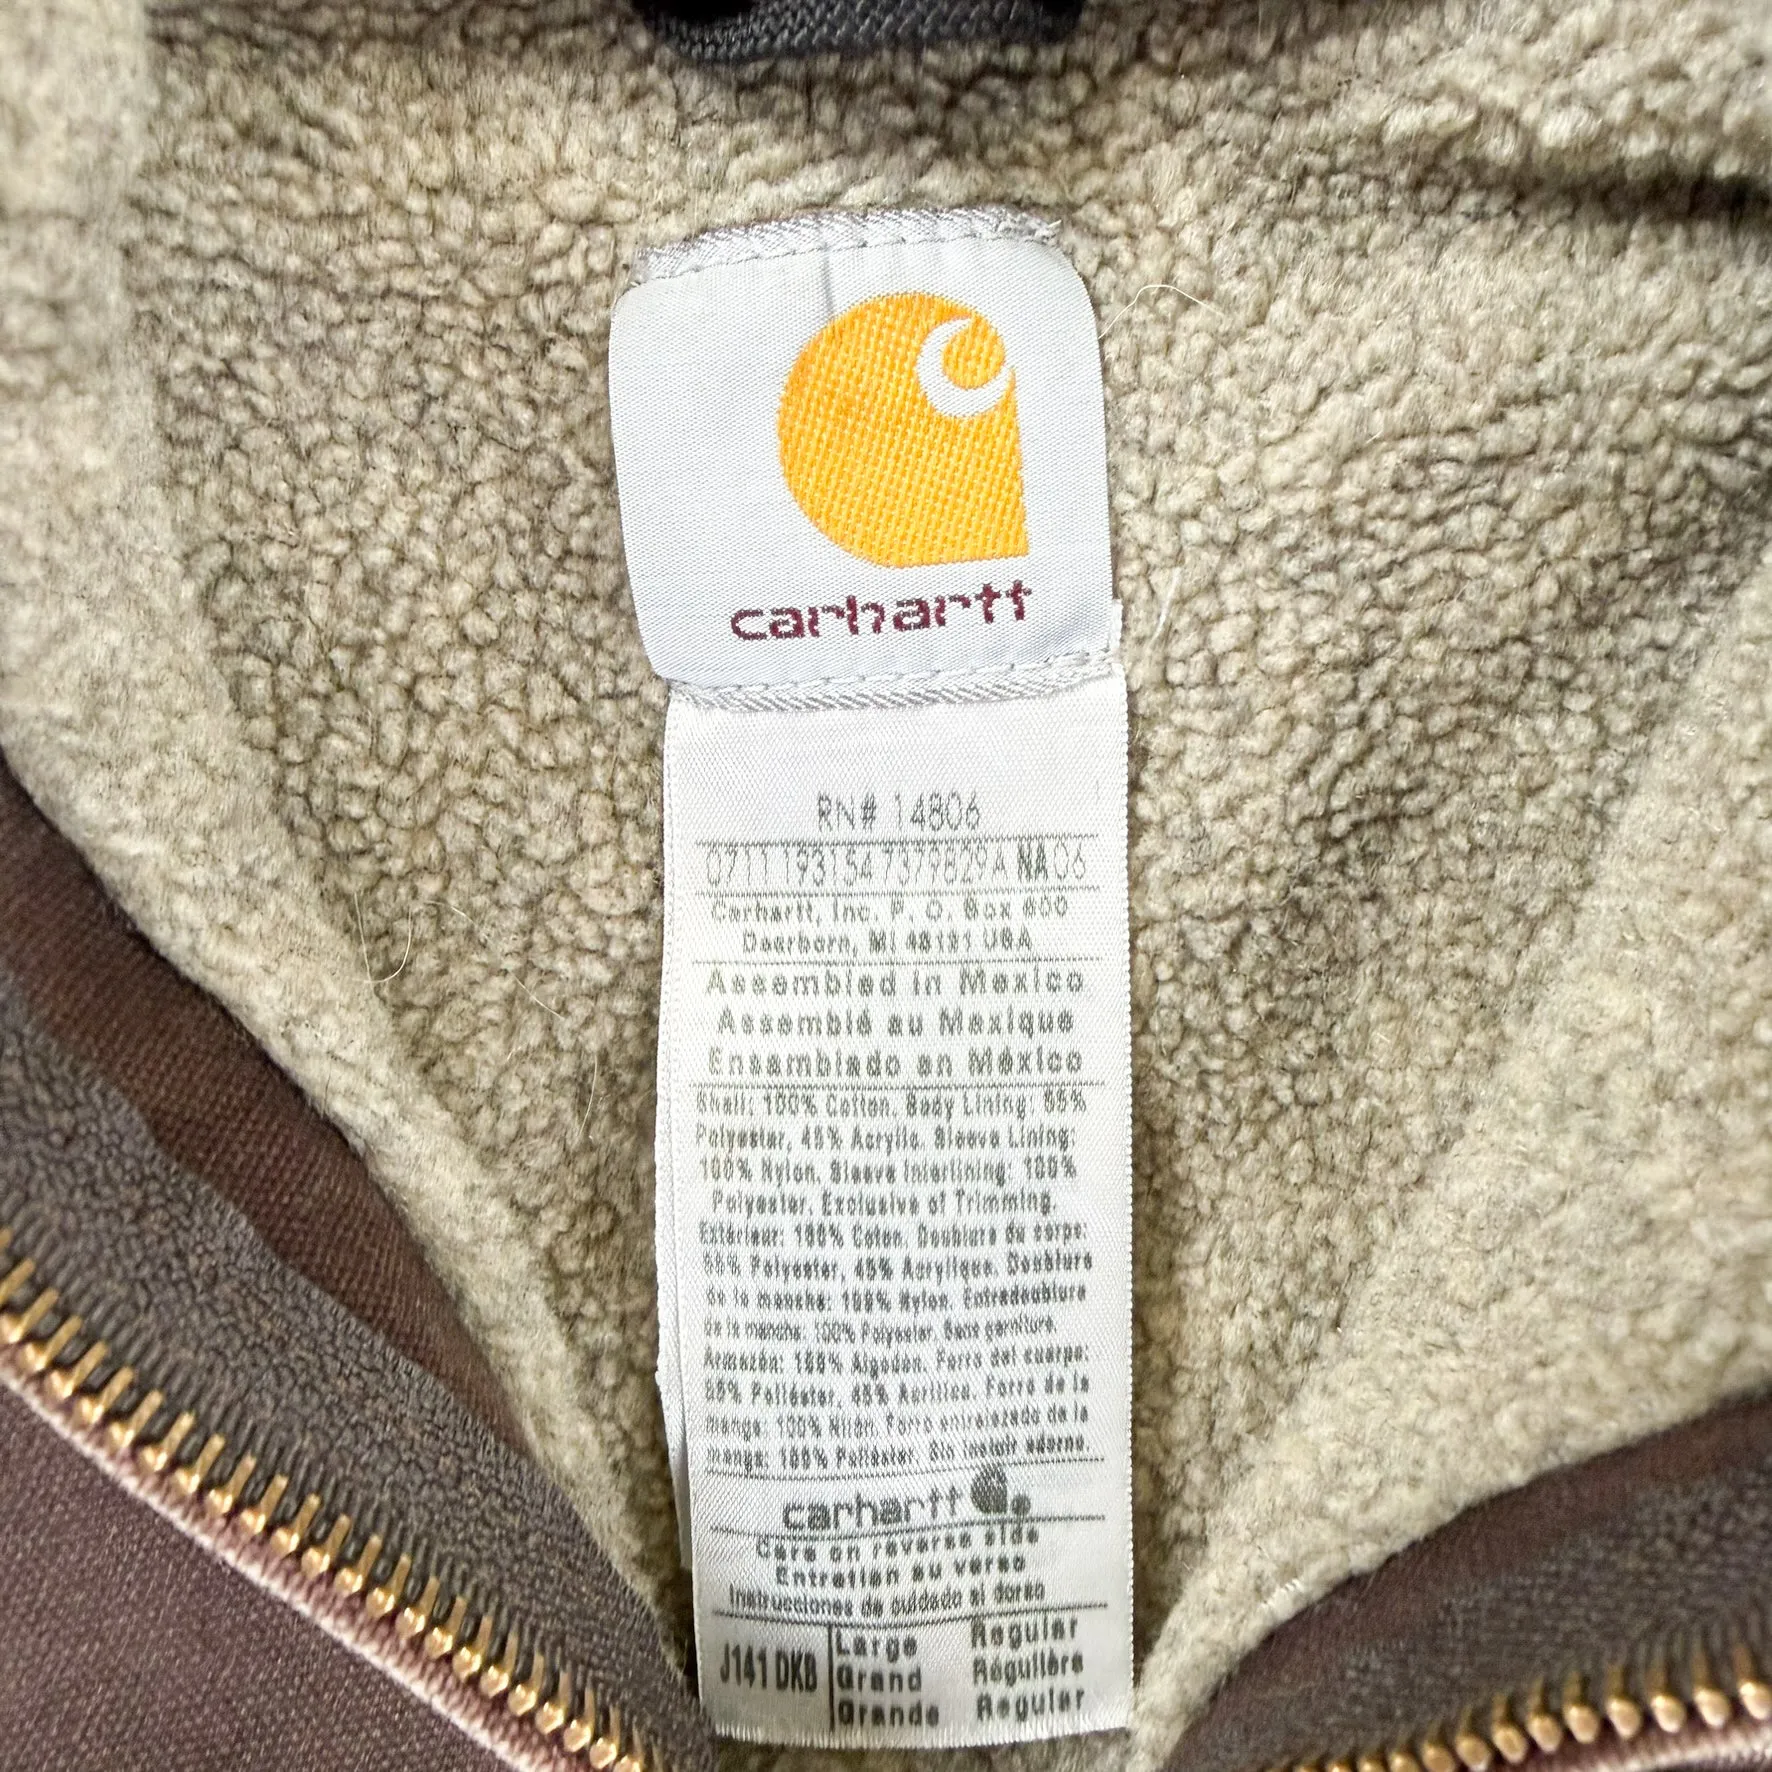 carhartt
RN# 14806
0711 193154 7379829A NA 06
Carhartt, Inc. P. O. Box 600
Dearborn, MI 48121 USA
Assembled in Mexico
Assemblé au Mexique
Ensamblado en México
Shell: 100% Cotton. Body Lining: 55%
Polyester, 45% Acrylic. Sleeve Lining:
100% Nylon. Sleeve Interlining: 100%
Polyester. Exclusive of Trimming.
Extérieur: 100% Coton. Doublure du corps:
55% Polyester, 45% Acrylique. Doublure
de la manche: 100% Nylon. Entredoublure
de la manche: 100% Polyester. Sans garniture.
Armazón: 100% Algodón. Forro del cuerpo:
55% Poliéster, 45% Acrílico. Forro de la
manga: 100% Nilón. Forro entrelazado de la
manga: 100% Poliéster. Sin incluir adorno.
carhartt
Care on reverse side
Entretien au verso
Instrucciones de cuidado al dorso
J141 DKB Large Regular
Grand Régulière
Grande Regular